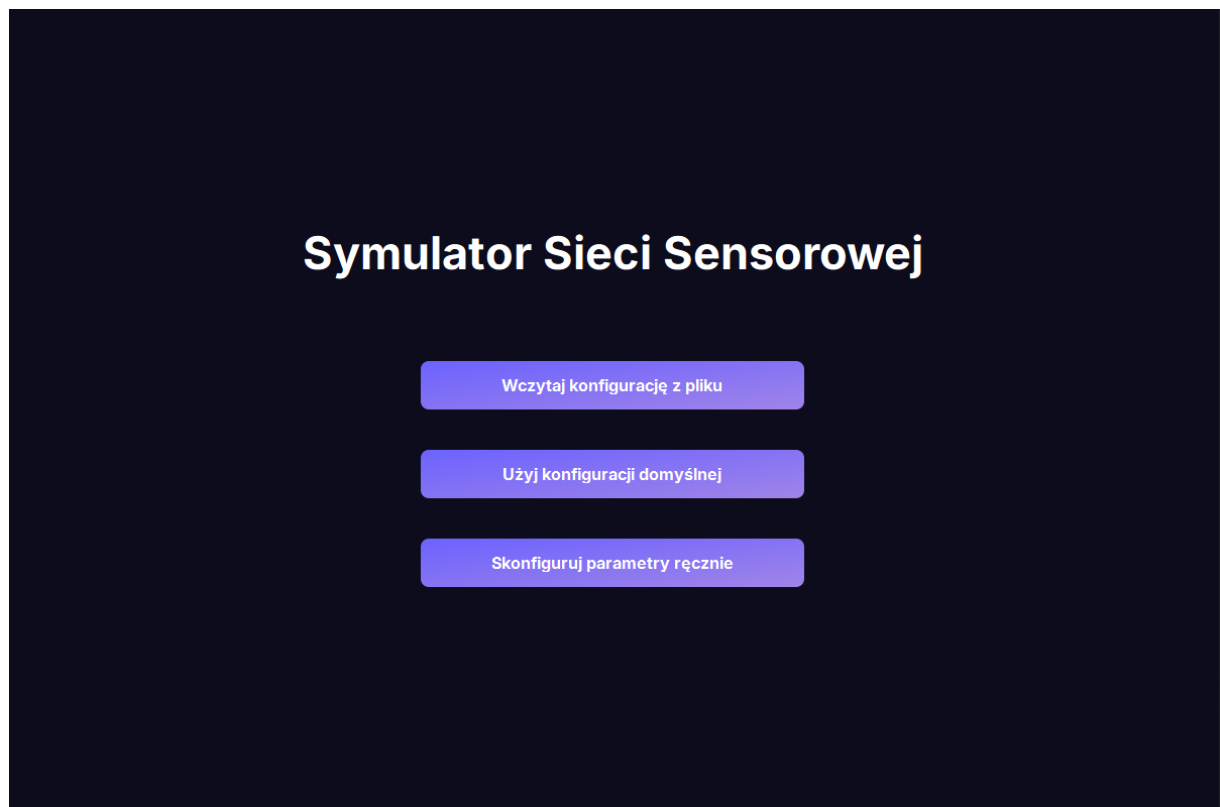 Symulator Sieci Sensorowej
Wczytaj konfigurację z pliku
Użyj konfiguracji domyślnej
Skonfiguruj parametry ręcznie